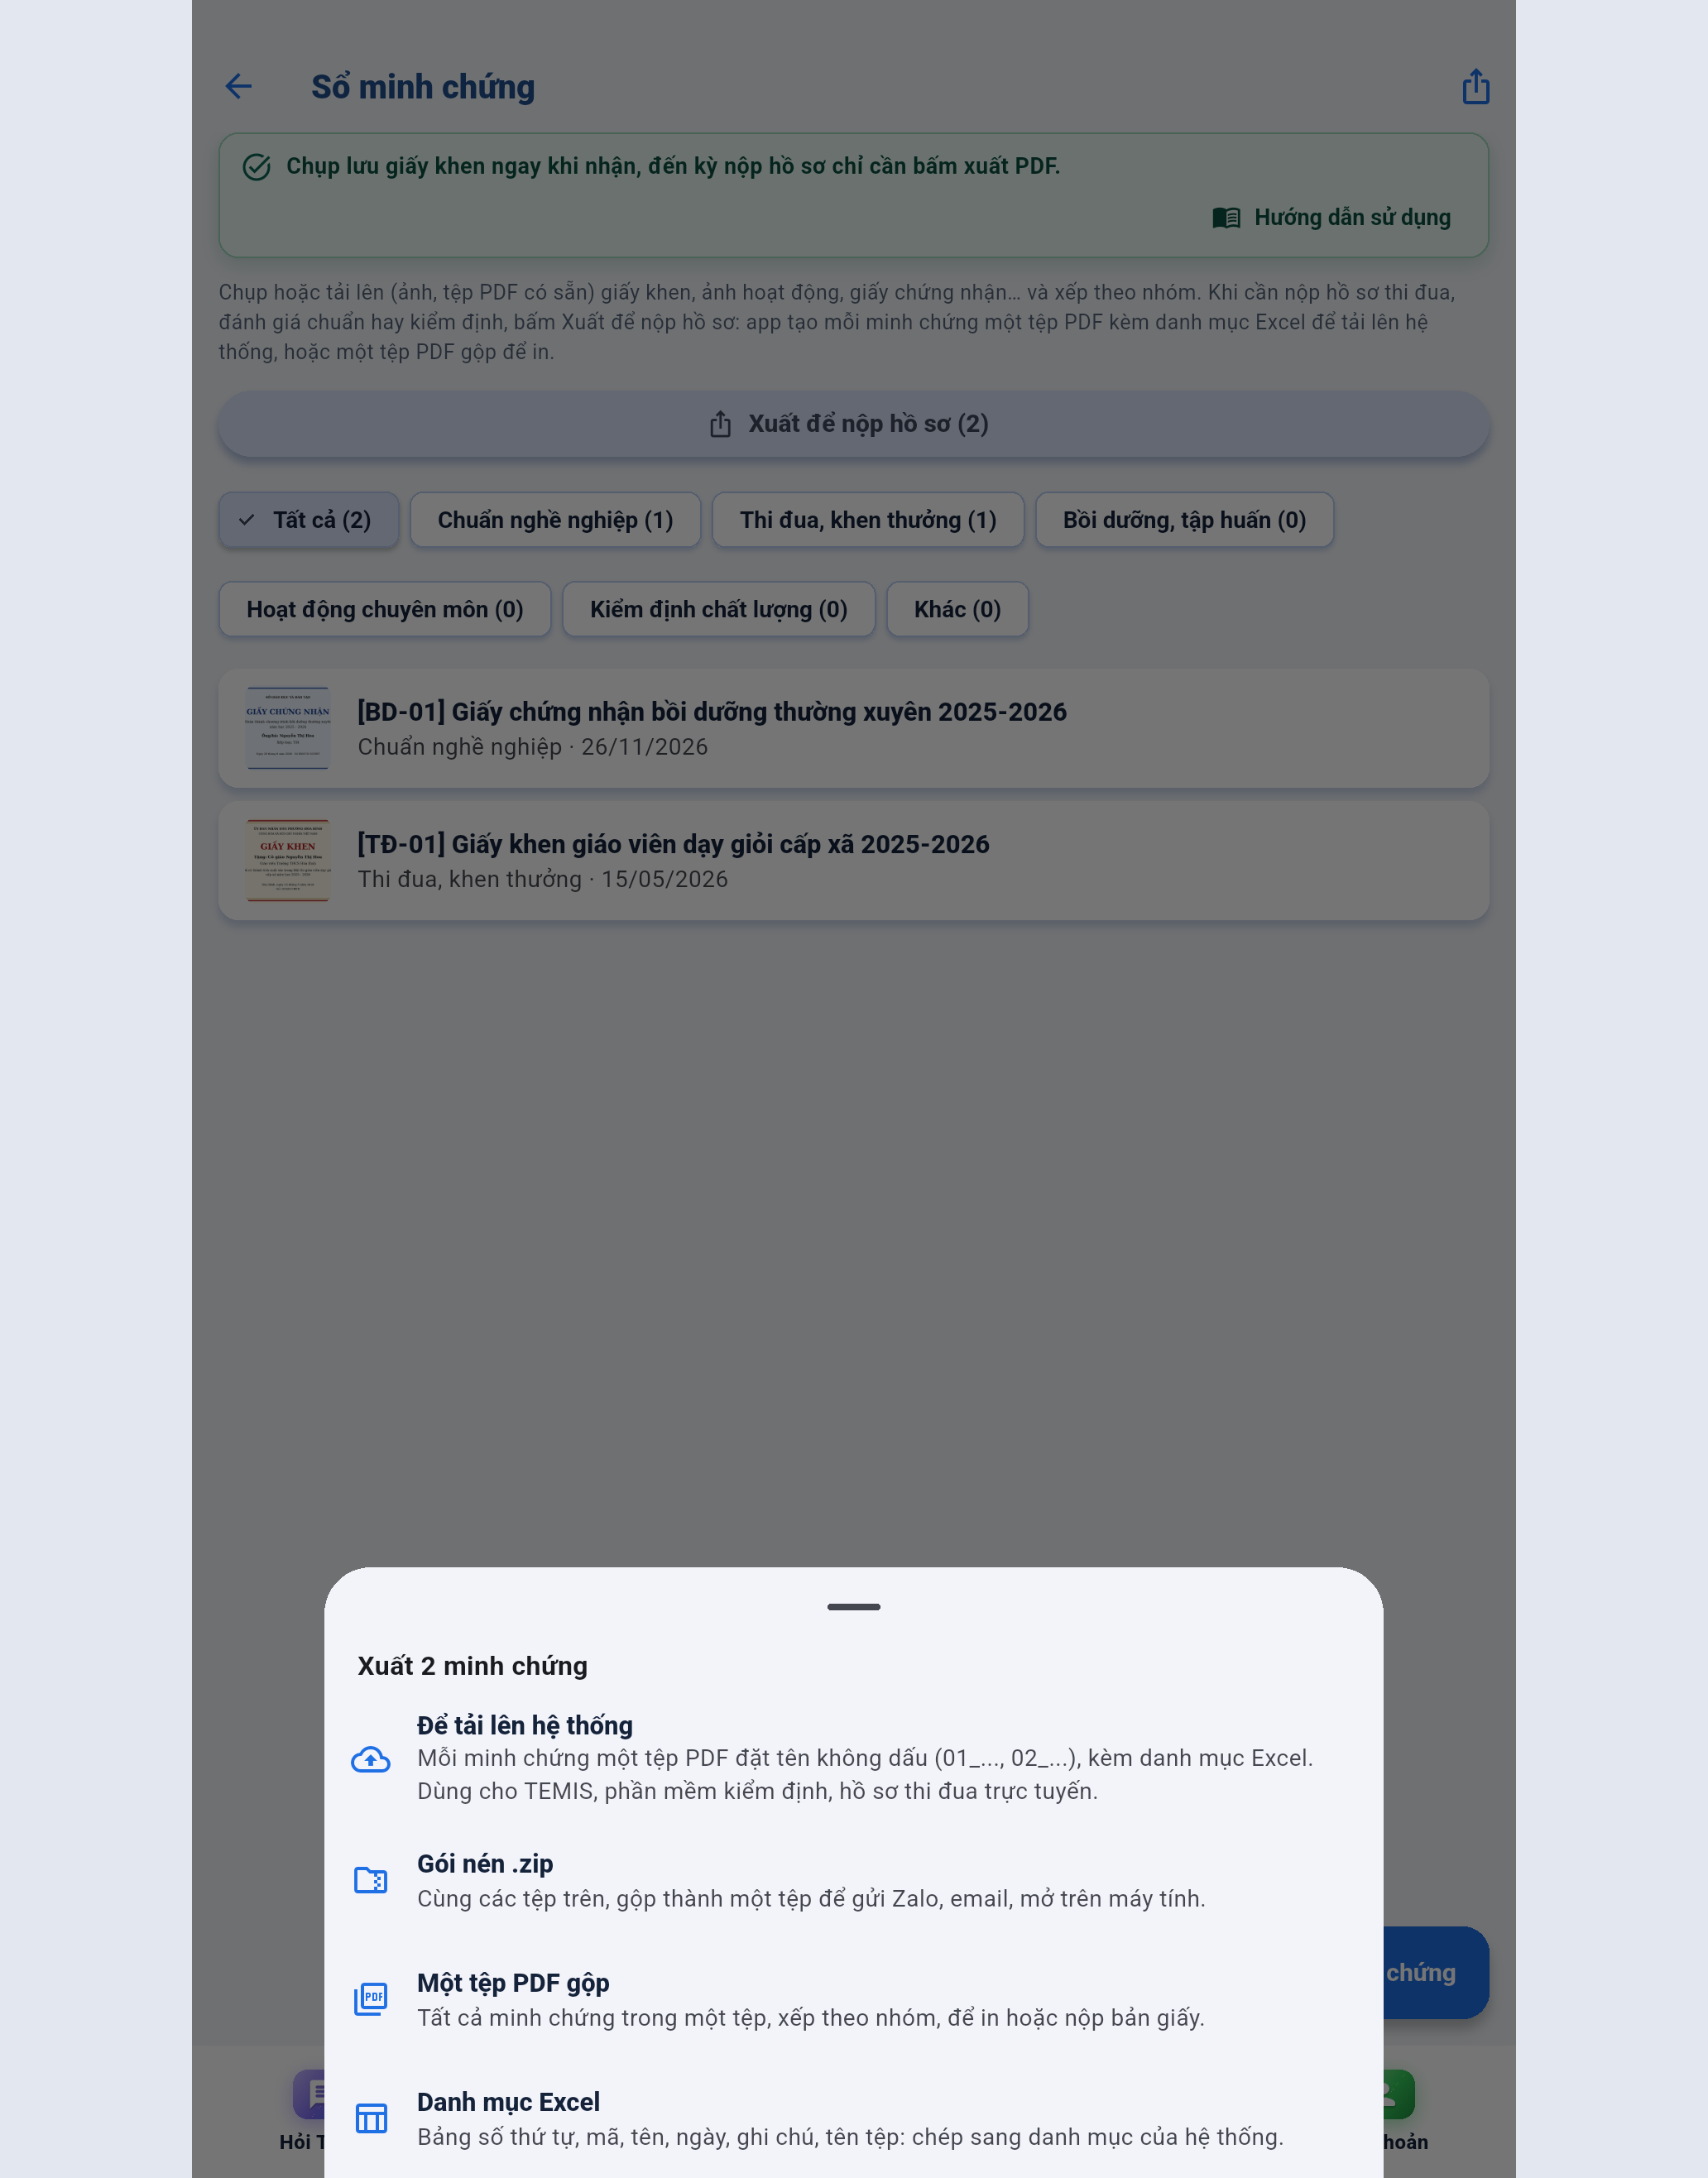 Sổ minh chứng
Chụp lưu giấy khen ngay khi nhận, đến kỳ nộp hồ sơ chỉ cần bấm xuất PDF.
Hướng dẫn sử dụng
Chụp hoặc tải lên (ảnh, tệp PDF có sẵn) giấy khen, ảnh hoạt động, giấy chứng nhận… và xếp theo nhóm. Khi cần nộp hồ sơ thi đua,
đánh giá chuẩn hay kiểm định, bấm Xuất để nộp hồ sơ: app tạo mỗi minh chứng một tệp PDF kèm danh mục Excel để tải lên hệ
thống, hoặc một tệp PDF gộp để in.
Xuất để nộp hồ sơ (2)
Tất cả (2)
Chuẩn nghề nghiệp (1)
Thi đua, khen thưởng (1)
Bồi dưỡng, tập huấn (0)
Hoạt động chuyên môn (0)
Kiểm định chất lượng (0)
Khác (0)
GIẤY CHỨNG NHẬN
[BD-01] Giấy chứng nhận bồi dưỡng thường xuyên 2025-2026
Chuẩn nghề nghiệp · 26/11/2026
GIẤY KHEN
[TĐ-01] Giấy khen giáo viên dạy giỏi cấp xã 2025-2026
Thi đua, khen thưởng · 15/05/2026
Xuất 2 minh chứng
Để tải lên hệ thống
Mỗi minh chứng một tệp PDF đặt tên không dấu (01_..., 02_...), kèm danh mục Excel.
Dùng cho TEMIS, phần mềm kiểm định, hồ sơ thi đua trực tuyến.
Gói nén .zip
Cùng các tệp trên, gộp thành một tệp để gửi Zalo, email, mở trên máy tính.
chứng
Một tệp PDF gộp
Tất cả minh chứng trong một tệp, xếp theo nhóm, để in hoặc nộp bản giấy.
Danh mục Excel
Bảng số thứ tự, mã, tên, ngày, ghi chú, tên tệp: chép sang danh mục của hệ thống.
Hỏi T
hoản